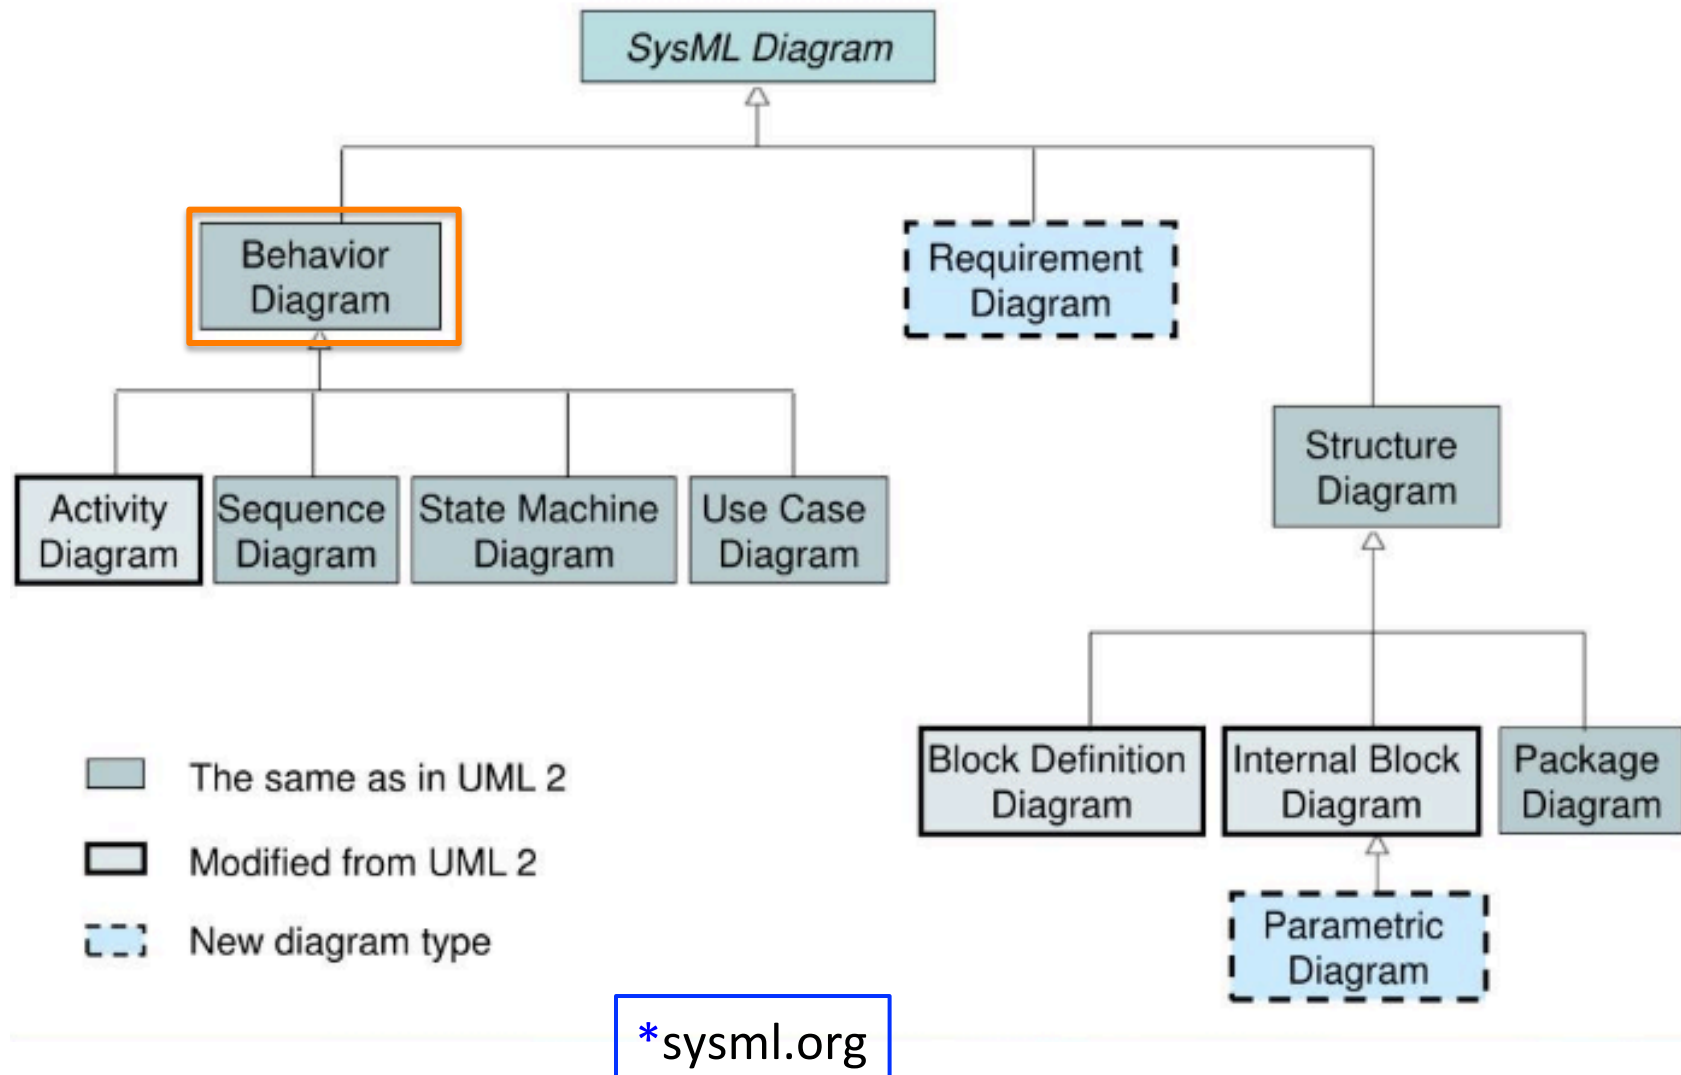 SysML Diagram
Behavior
Diagram
Requirement
Diagram
Structure
Diagram
Activity
Diagram
Sequence
Diagram
State Machine
Diagram
Use Case
Diagram
Block Definition
Diagram
Internal Block
Diagram
Package
Diagram
Parametric
Diagram
The same as in UML 2
Modified from UML 2
New diagram type
*sysml.org